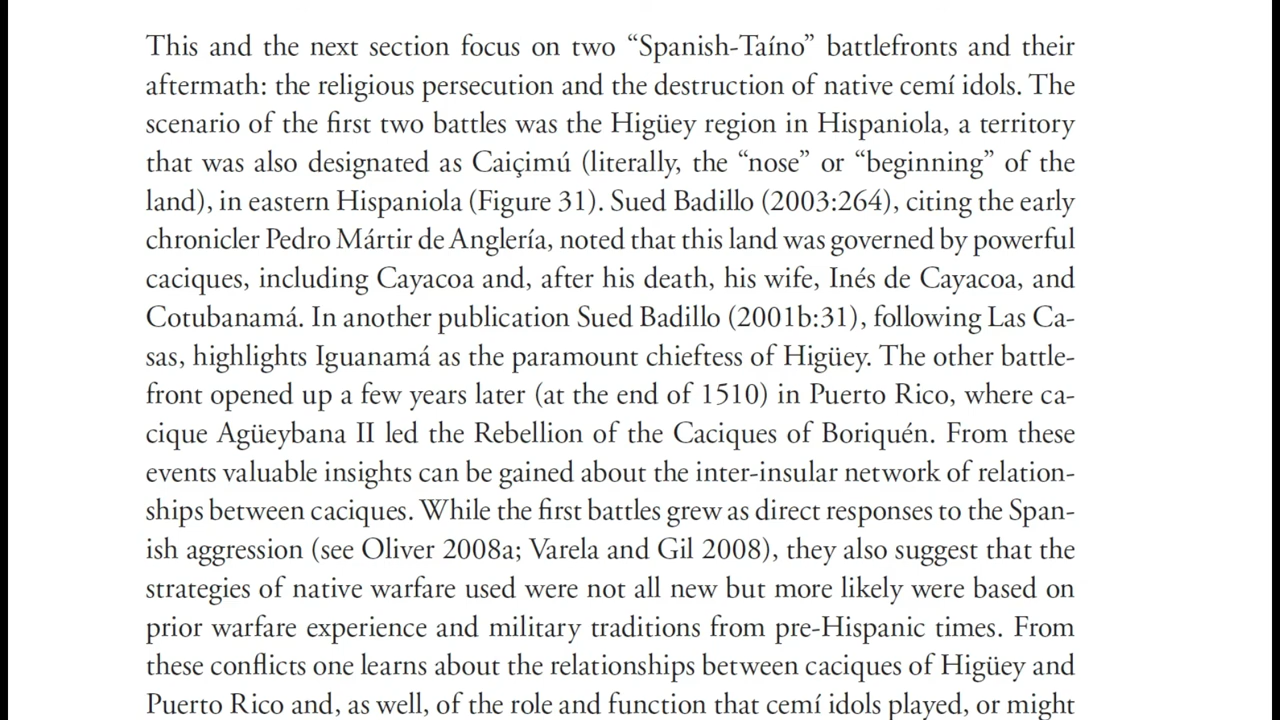 This and the next section focus on two “Spanish-Taíno” battlefronts and their
aftermath: the religious persecution and the destruction of native cemí idols. The
scenario of the first two battles was the Higüey region in Hispaniola, a territory
that was also designated as Caiçimú (literally, the “nose” or “beginning” of the
land), in eastern Hispaniola (Figure 31). Sued Badillo (2003:264), citing the early
chronicler Pedro Mártir de Anglería, noted that this land was governed by powerful
caciques, including Cayacoa and, after his death, his wife, Inés de Cayacoa, and
Cotubanamá. In another publication Sued Badillo (2001b:31), following Las Ca-
sas, highlights Iguanamá as the paramount chieftess of Higüey. The other battle-
front opened up a few years later (at the end of 1510) in Puerto Rico, where ca-
cique Agüeybana II led the Rebellion of the Caciques of Boriquén. From these
events valuable insights can be gained about the inter-insular network of relation-
ships between caciques. While the first battles grew as direct responses to the Span-
ish aggression (see Oliver 2008a; Varela and Gil 2008), they also suggest that the
strategies of native warfare used were not all new but more likely were based on
prior warfare experience and military traditions from pre-Hispanic times. From
these conflicts one learns about the relationships between caciques of Higüey and
Puerto Rico and, as well, of the role and function that cemí idols played, or might